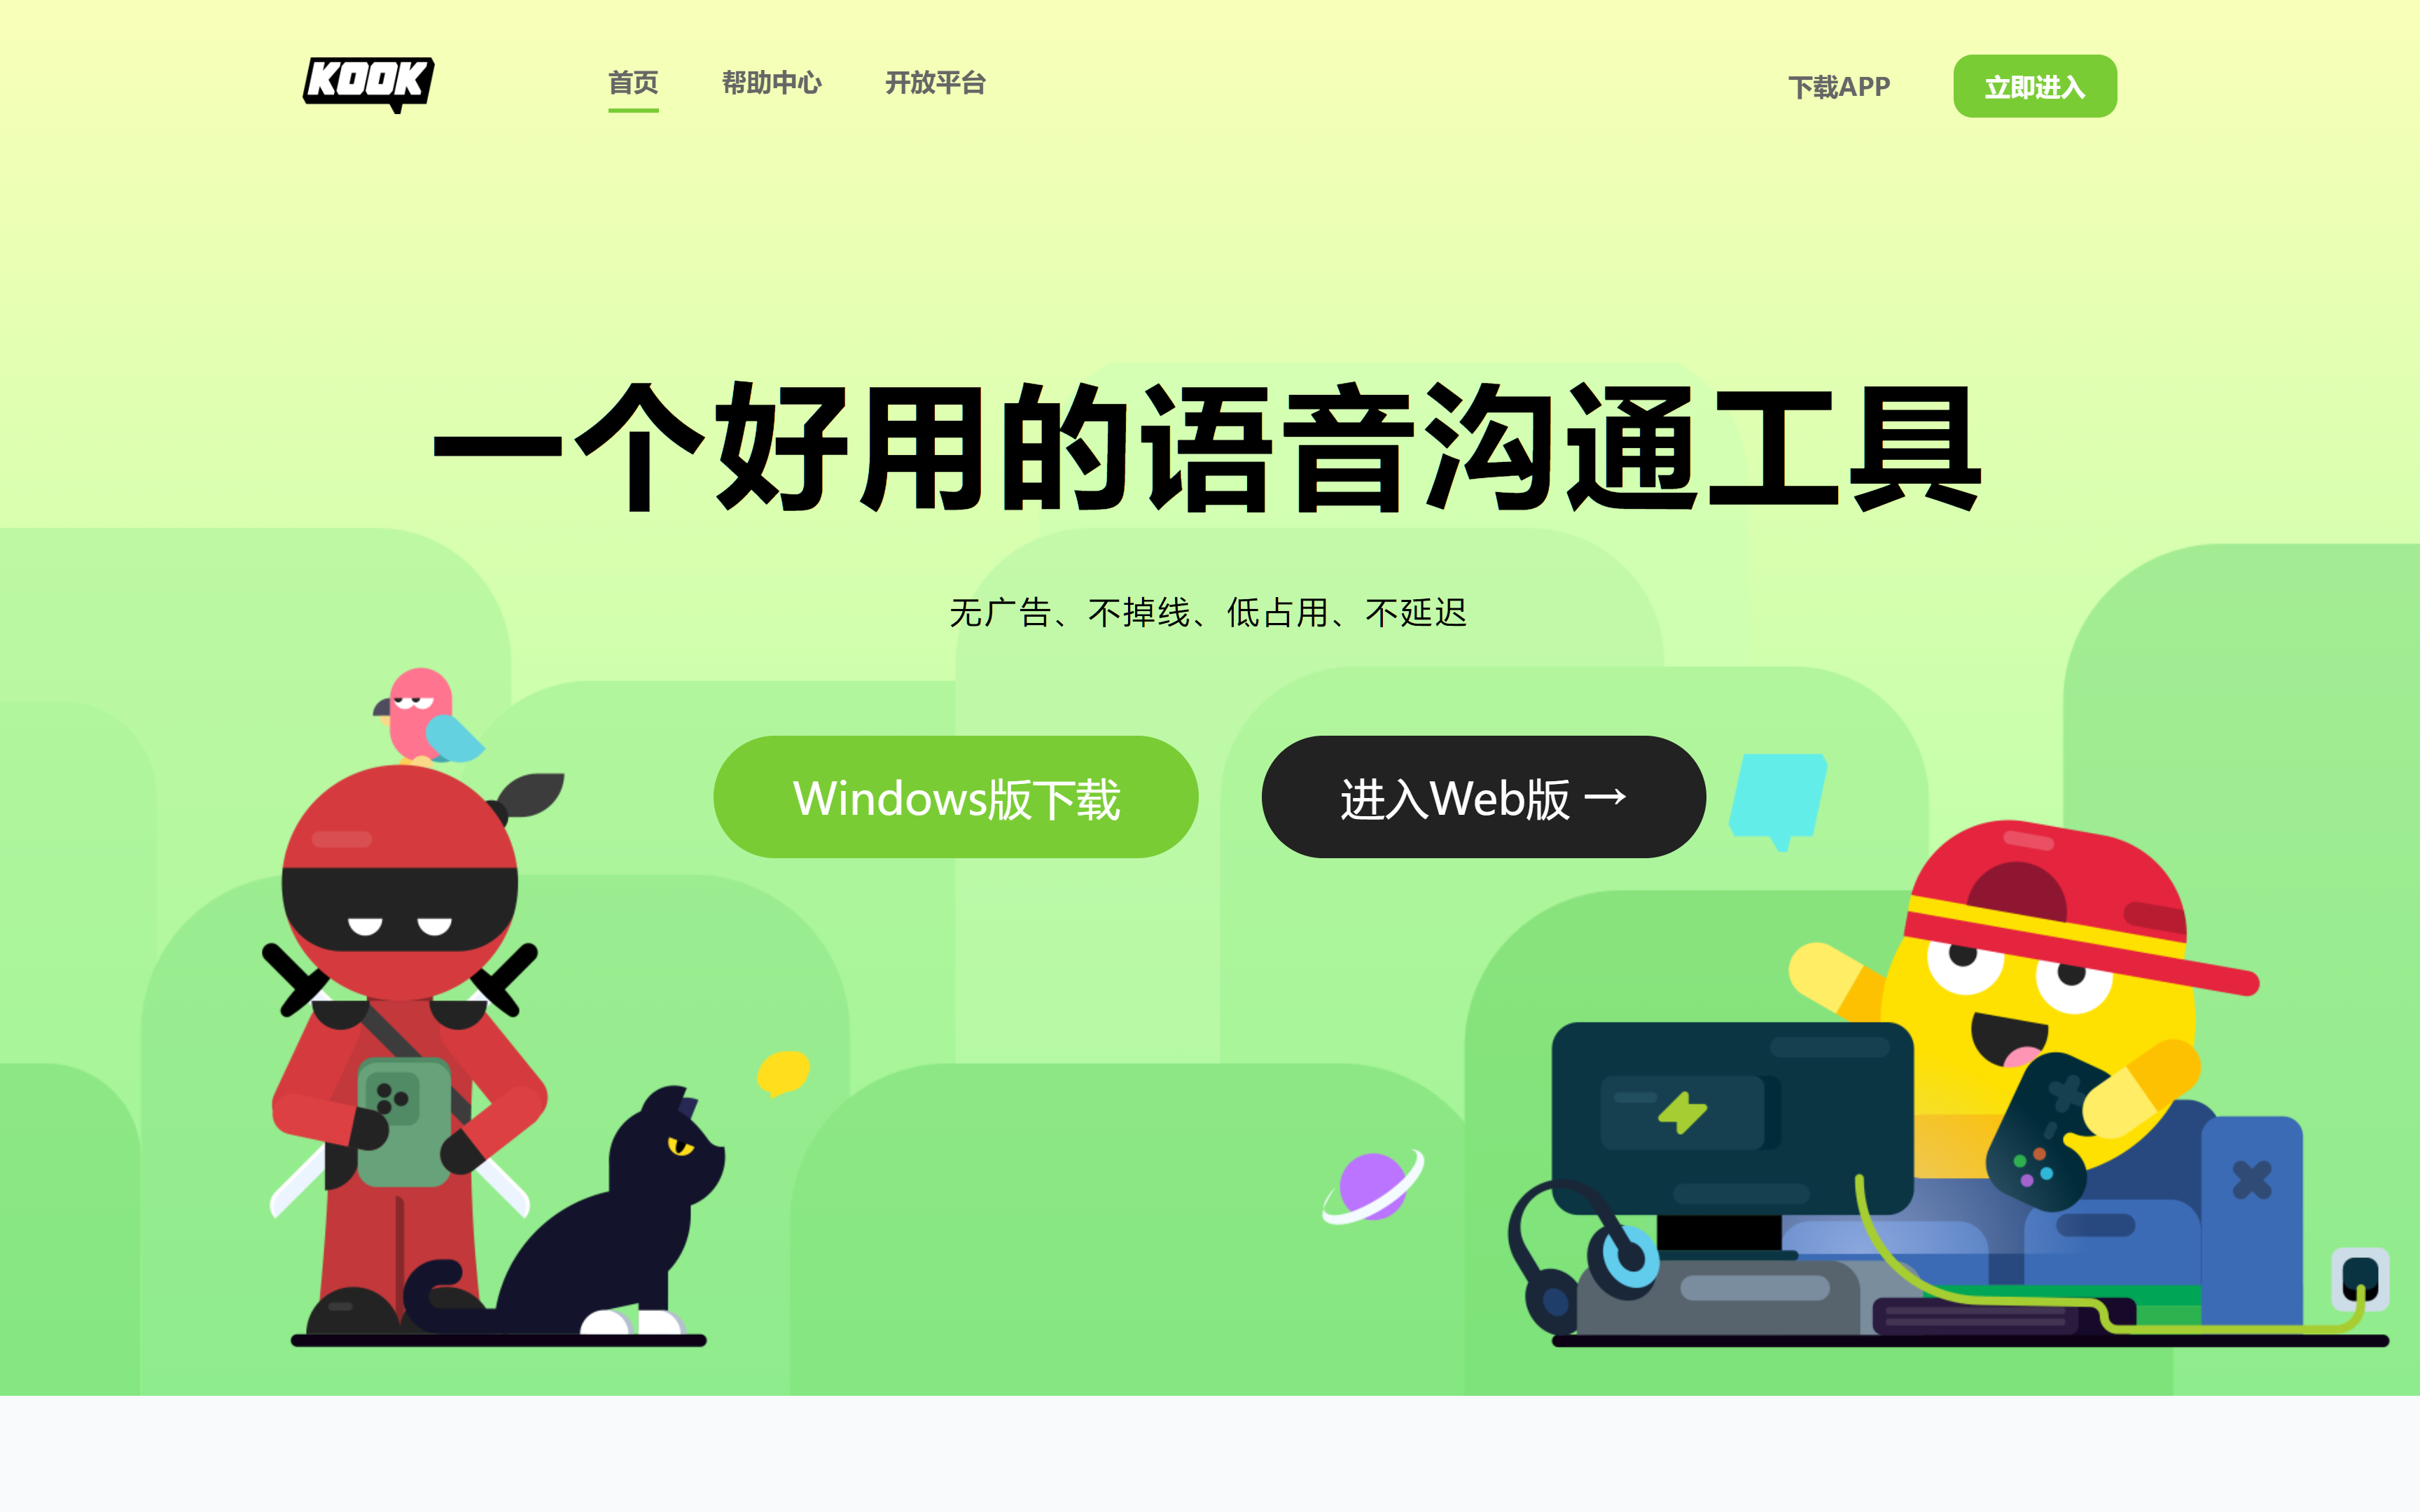 KOOK
首页 帮助中心 开放平台 下载APP 立即进入
一个好用的语音沟通工具
无广告、不掉线、低占用、不延迟
Windows版下载 进入Web版 →